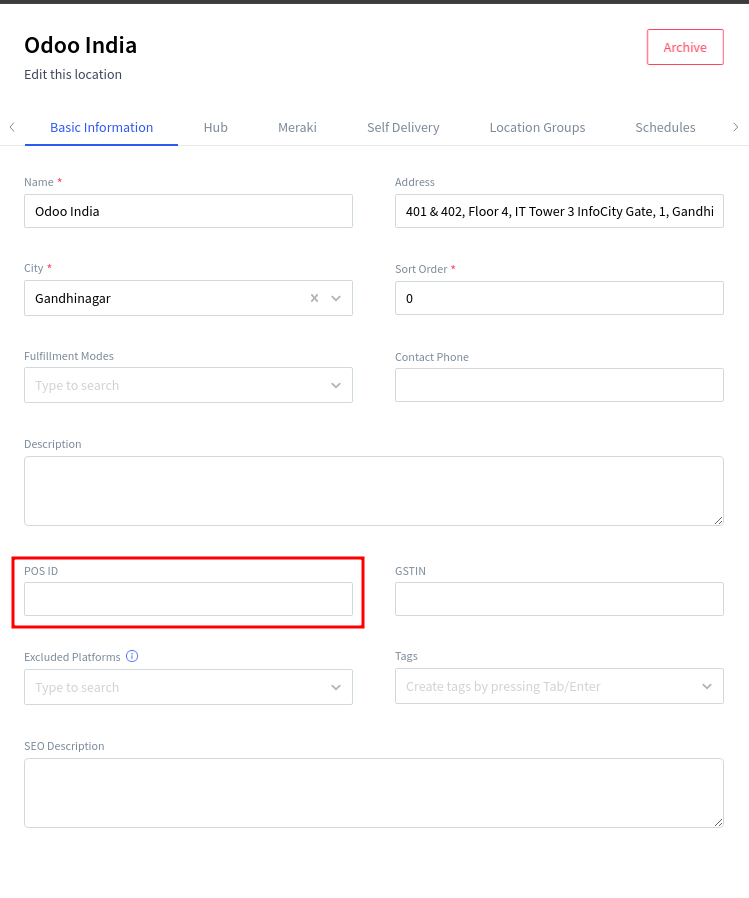 Odoo India
Archive
Edit this location
Basic Information Hub Meraki Self Delivery Location Groups Schedules
Name * Address
Odoo India 401 & 402, Floor 4, IT Tower 3 InfoCity Gate, 1, Gandhi
City * Sort Order *
Gandhinagar 0
Fulfillment Modes Contact Phone
Type to search
Description
POS ID GSTIN
Excluded Platforms Tags
Type to search Create tags by pressing Tab/Enter
SEO Description